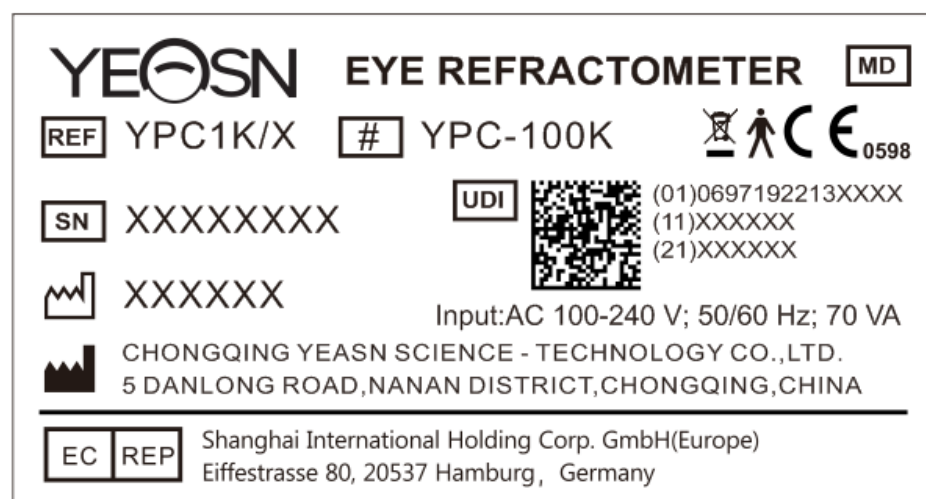 YEASN EYE REFRACTOMETER MD
REF YPC1K/X # YPC-100K CE 0598
SN XXXXXXXX
UDI (01)0697192213XXXX
(11)XXXXXX
(21)XXXXXX
XXXXXX
Input:AC 100-240 V; 50/60 Hz; 70 VA
CHONGQING YEASN SCIENCE - TECHNOLOGY CO.,LTD.
5 DANLONG ROAD,NANAN DISTRICT,CHONGQING,CHINA
EC REP Shanghai International Holding Corp. GmbH(Europe)
Eiffestrasse 80, 20537 Hamburg, Germany